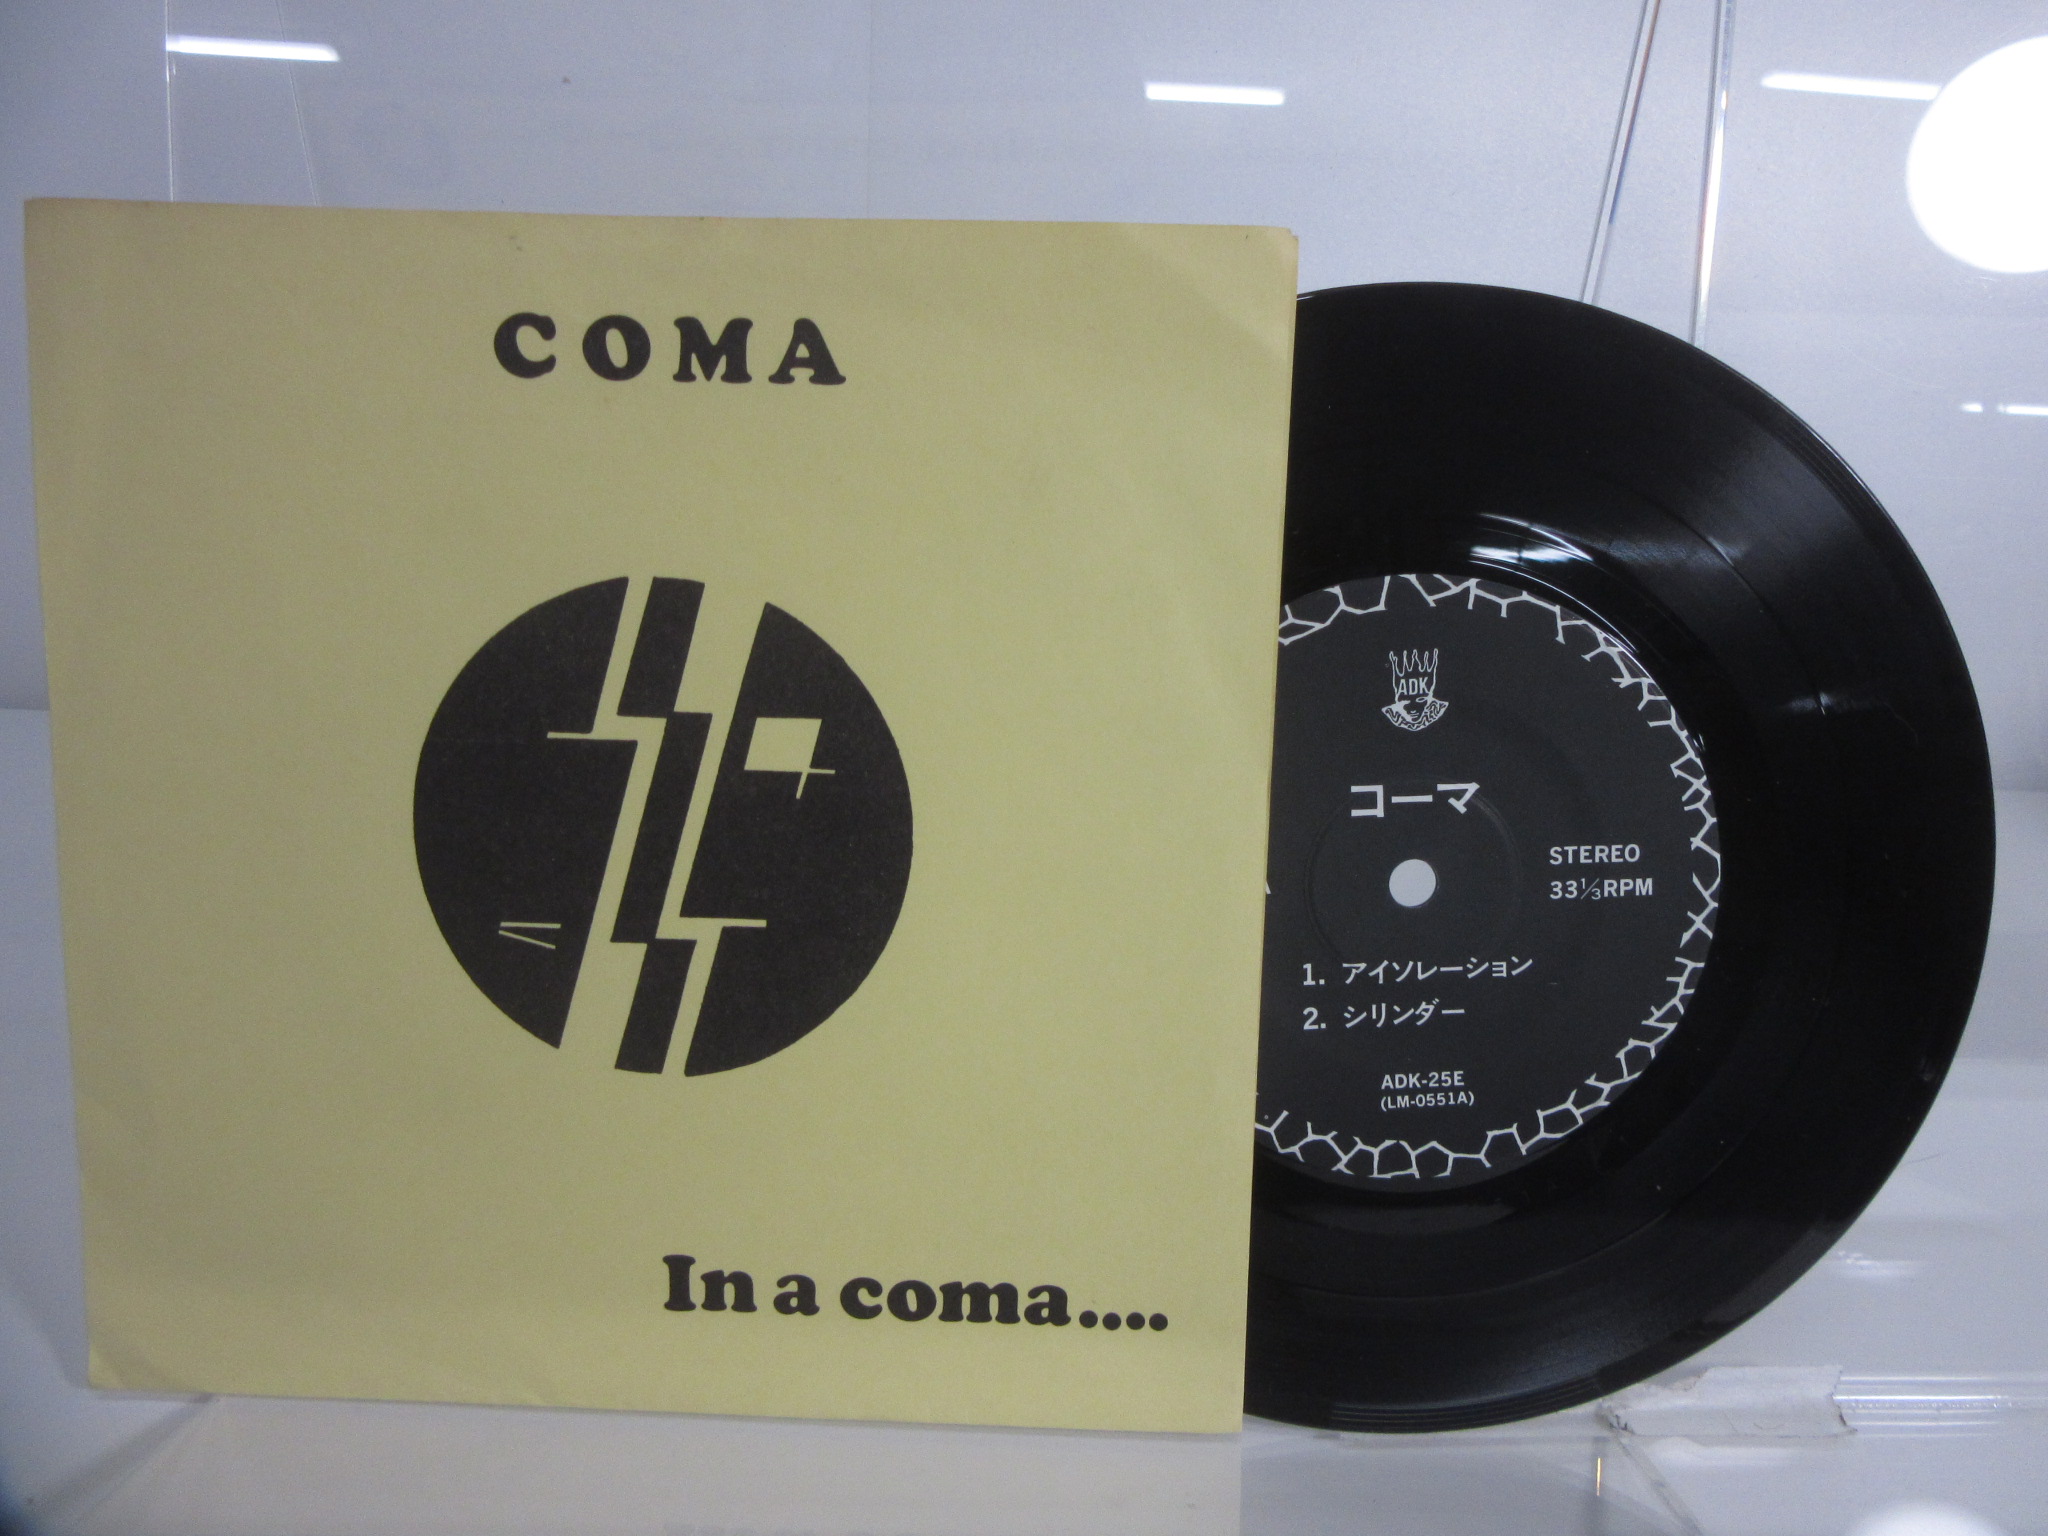 COMA
In a coma....
ADK
コーマ
STEREO
33⅓RPM
1. アイソレーション
2. シリンダー
ADK-25E
(LM-0551A)